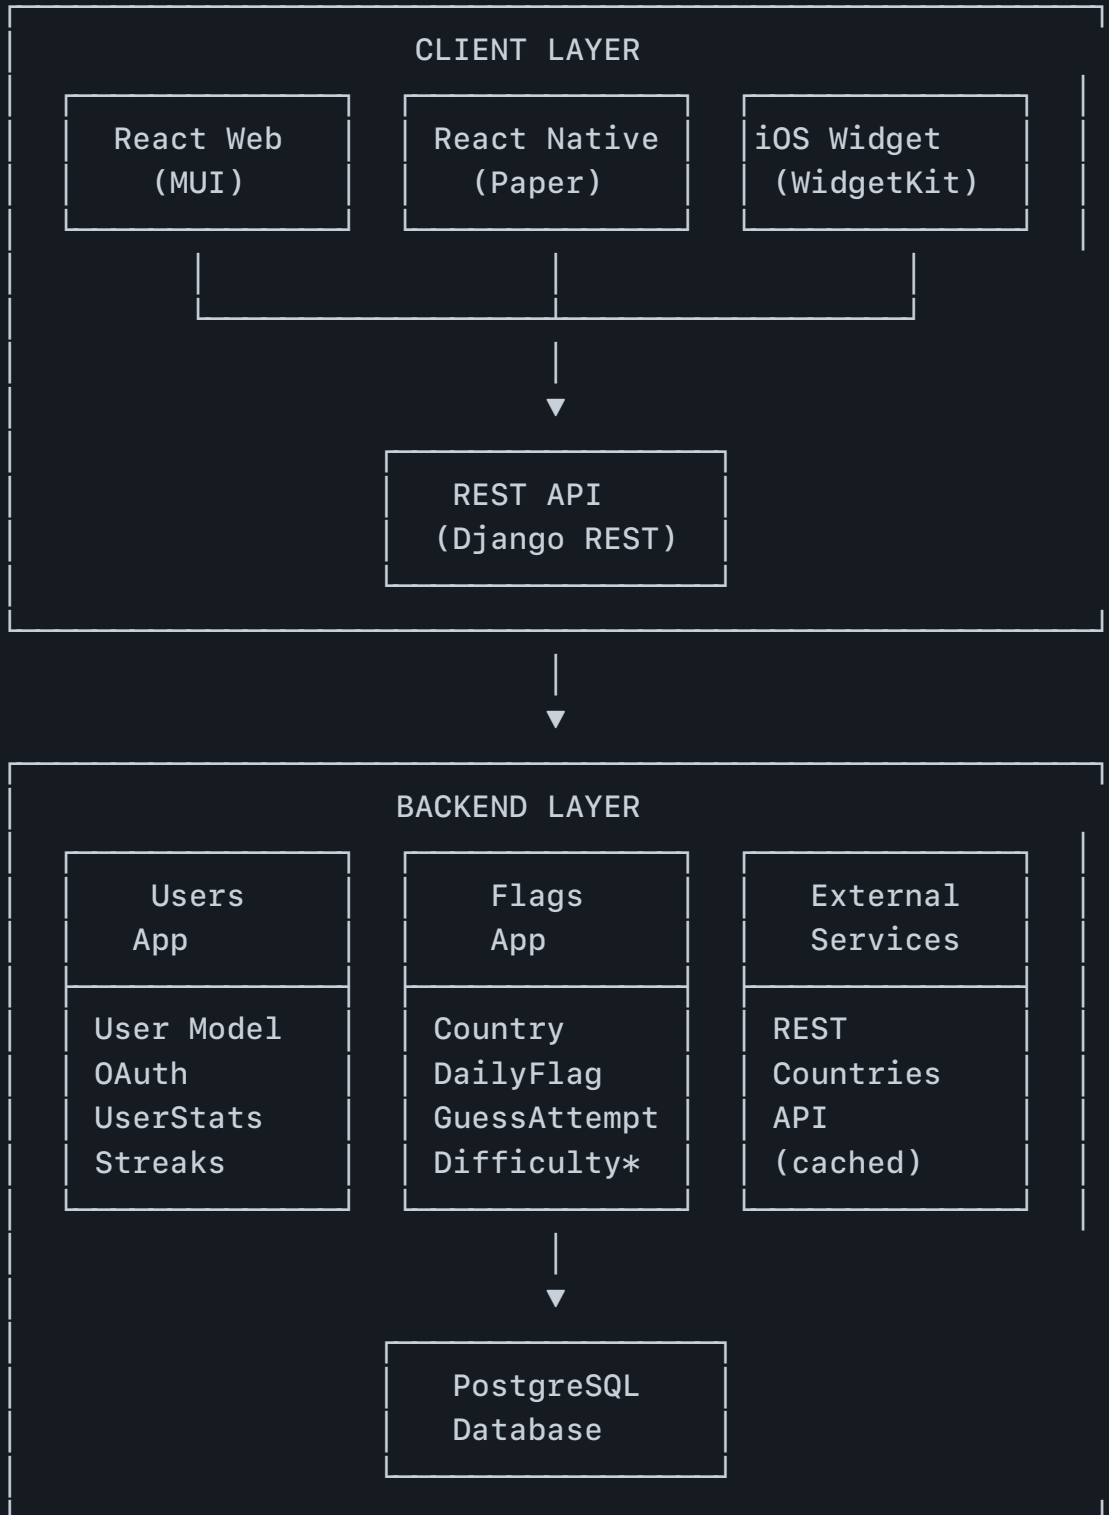 CLIENT LAYER
React Web
(MUI)
React Native
(Paper)
iOS Widget
(WidgetKit)
REST API
(Django REST)
BACKEND LAYER
Users
App
User Model
OAuth
UserStats
Streaks
Flags
App
Country
DailyFlag
GuessAttempt
Difficulty*
External
Services
REST
Countries
API
(cached)
PostgreSQL
Database